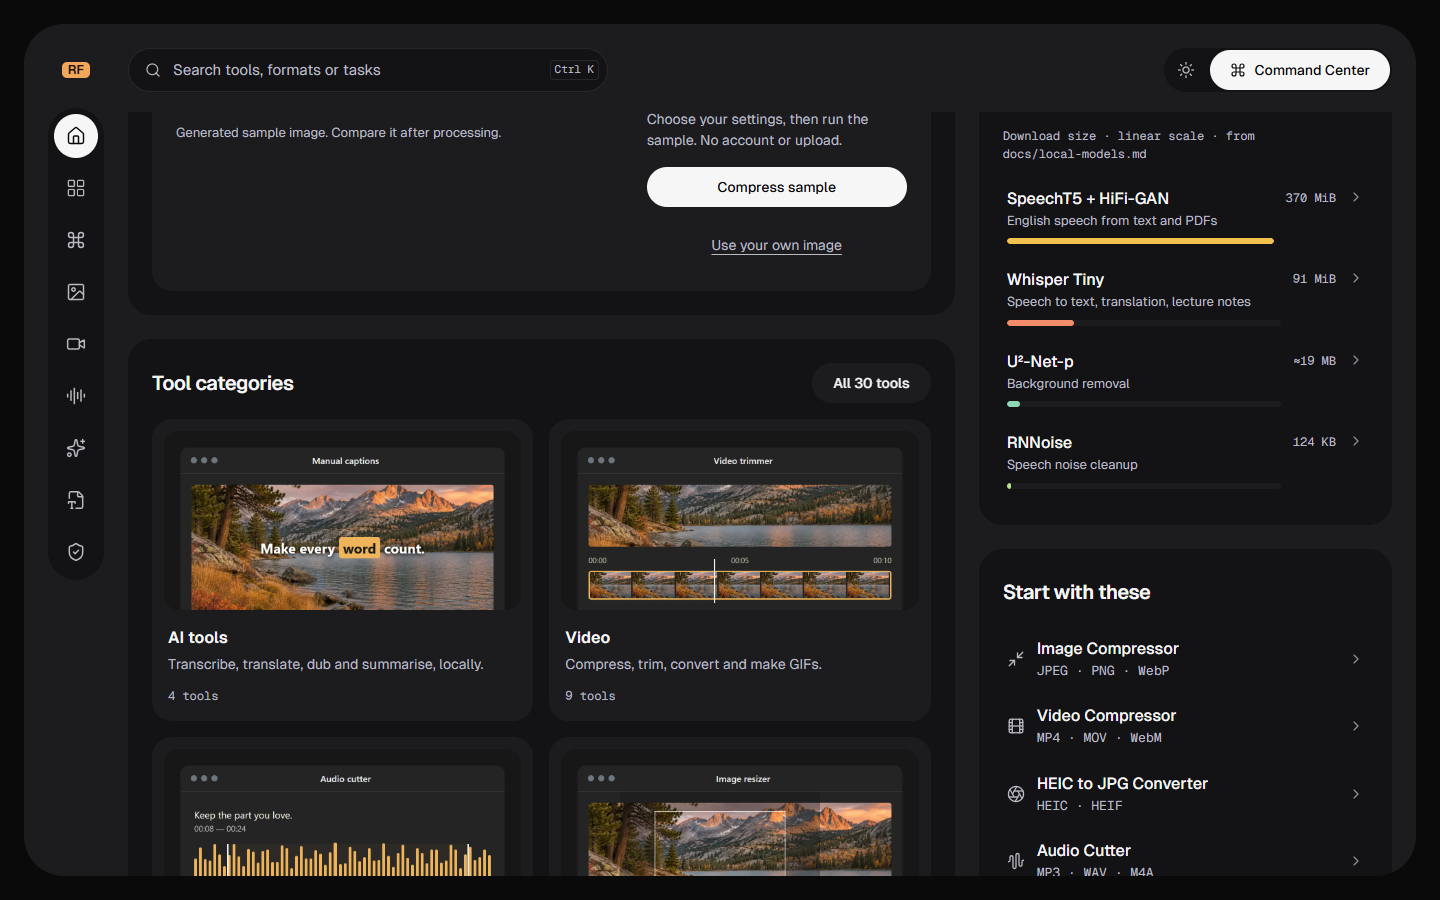 RF
Search tools, formats or tasks
Ctrl K
Command Center
Generated sample image. Compare it after processing.
Choose your settings, then run the
sample. No account or upload.
Compress sample
Use your own image
Tool categories
All 30 tools
Manual captions
Make every word count.
AI tools
Transcribe, translate, dub and summarise, locally.
4 tools
Video trimmer
00:00 00:05 00:10
Video
Compress, trim, convert and make GIFs.
9 tools
Audio cutter
Keep the part you love.
00:08 — 00:24
Image resizer
Download size · linear scale · from
docs/local-models.md
SpeechT5 + HiFi-GAN
370 MiB
English speech from text and PDFs
Whisper Tiny
91 MiB
Speech to text, translation, lecture notes
U²-Net-p
≈19 MB
Background removal
RNNoise
124 KB
Speech noise cleanup
Start with these
Image Compressor
JPEG · PNG · WebP
Video Compressor
MP4 · MOV · WebM
HEIC to JPG Converter
HEIC · HEIF
Audio Cutter
MP3 · WAV · M4A